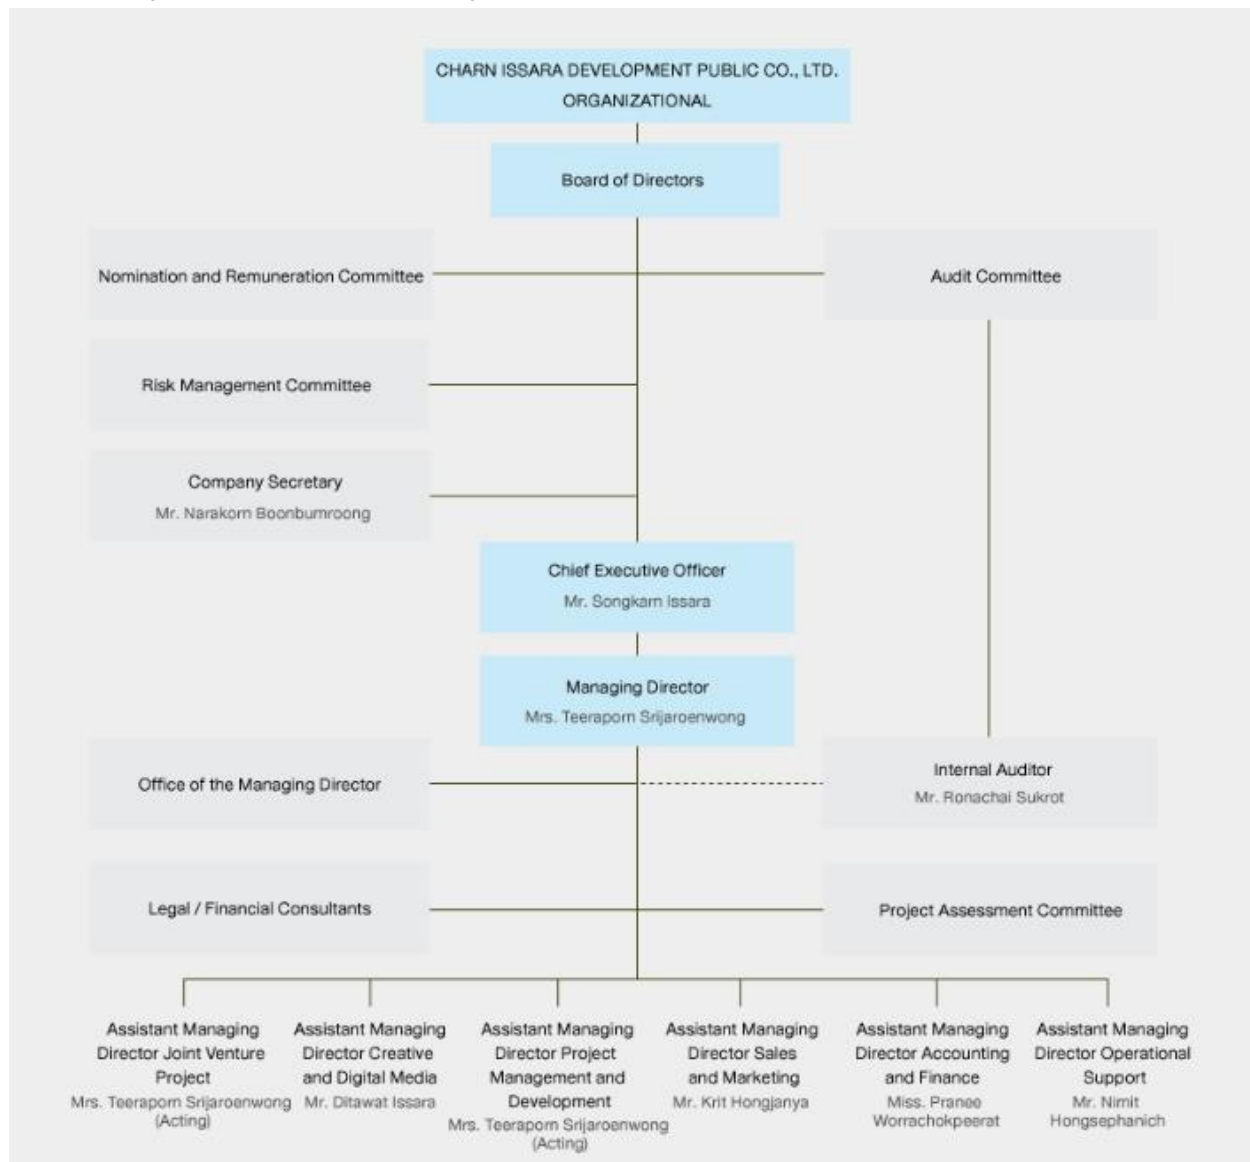 CHARN ISSARA DEVELOPMENT PUBLIC CO., LTD.
ORGANIZATIONAL
Board of Directors
Nomination and Remuneration Committee
Audit Committee
Risk Management Committee
Company Secretary
Mr. Narakorn Boonbumroong
Chief Executive Officer
Mr. Songkarn Issara
Managing Director
Mrs. Teeraporn Srijaroenwong
Office of the Managing Director
Internal Auditor
Mr. Ronachai Sukrot
Legal / Financial Consultants
Project Assessment Committee
Assistant Managing
Director Joint Venture
Project
Mrs. Teeraporn Srijaroenwong
(Acting)
Assistant Managing
Director Creative
and Digital Media
Mr. Ditawat Issara
Assistant Managing
Director Project
Management and
Development
Mrs. Teeraporn Srijaroenwong
(Acting)
Assistant Managing
Director Sales
and Marketing
Mr. Krit Hongjanya
Assistant Managing
Director Accounting
and Finance
Miss. Pranee
Worrachokpeerat
Assistant Managing
Director Operational
Support
Mr. Nimit
Hongsephanich